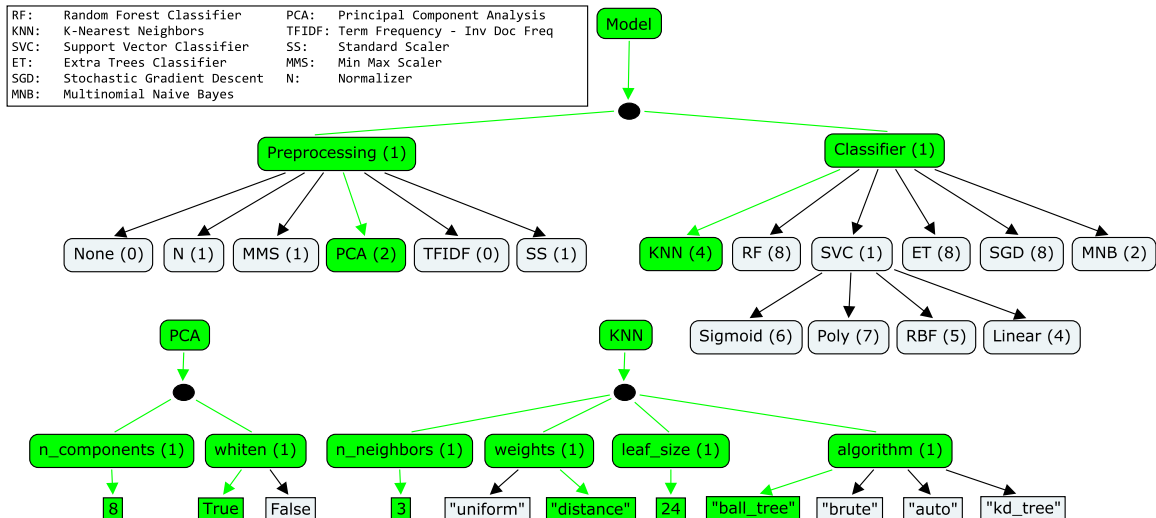 RF: Random Forest Classifier PCA: Principal Component Analysis
KNN: K-Nearest Neighbors TFIDF: Term Frequency - Inv Doc Freq
SVC: Support Vector Classifier SS: Standard Scaler
ET: Extra Trees Classifier MMS: Min Max Scaler
SGD: Stochastic Gradient Descent N: Normalizer
MNB: Multinomial Naive Bayes
Model
Preprocessing (1) Classifier (1)
None (0) N (1) MMS (1) PCA (2) TFIDF (0) SS (1) KNN (4) RF (8) SVC (1) ET (8) SGD (8) MNB (2)
Sigmoid (6) Poly (7) RBF (5) Linear (4)
PCA KNN
n_components (1) whiten (1) n_neighbors (1) weights (1) leaf_size (1) algorithm (1)
8 True False 3 "uniform" "distance" 24 "ball_tree" "brute" "auto" "kd_tree"